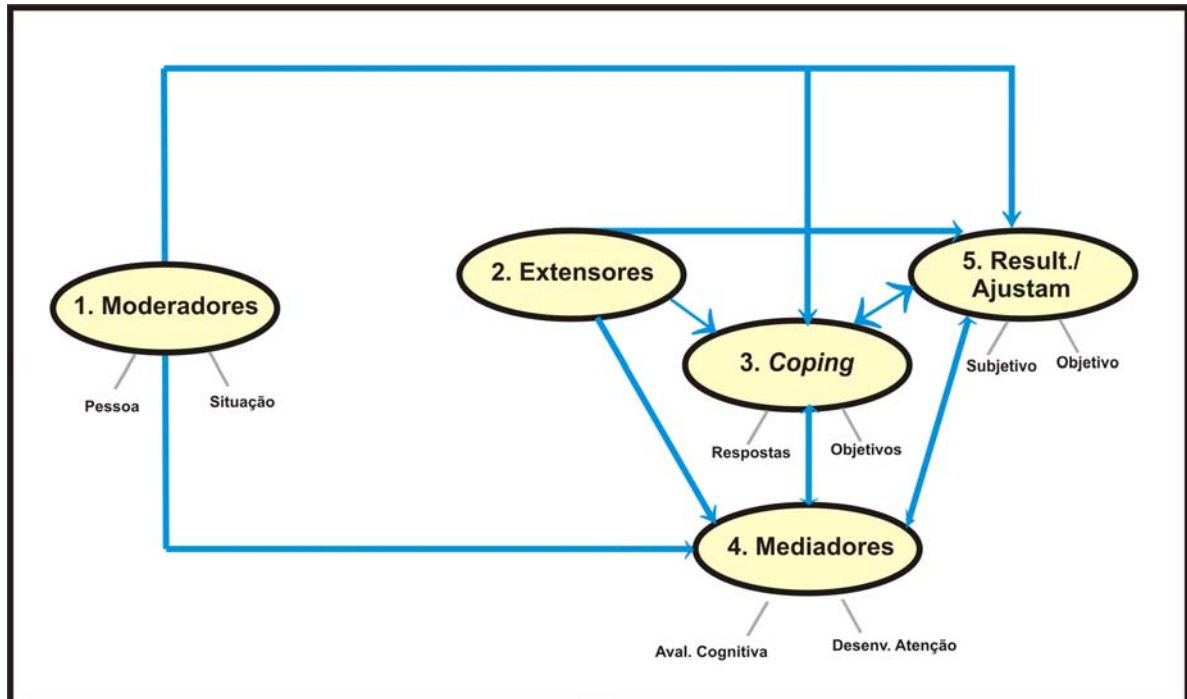 1. Moderadores
Pessoa
Situação
2. Extensores
3. Coping
Respostas
Objetivos
4. Mediadores
Aval. Cognitiva
Desenv. Atenção
5. Result./
Ajustam
Subjetivo
Objetivo